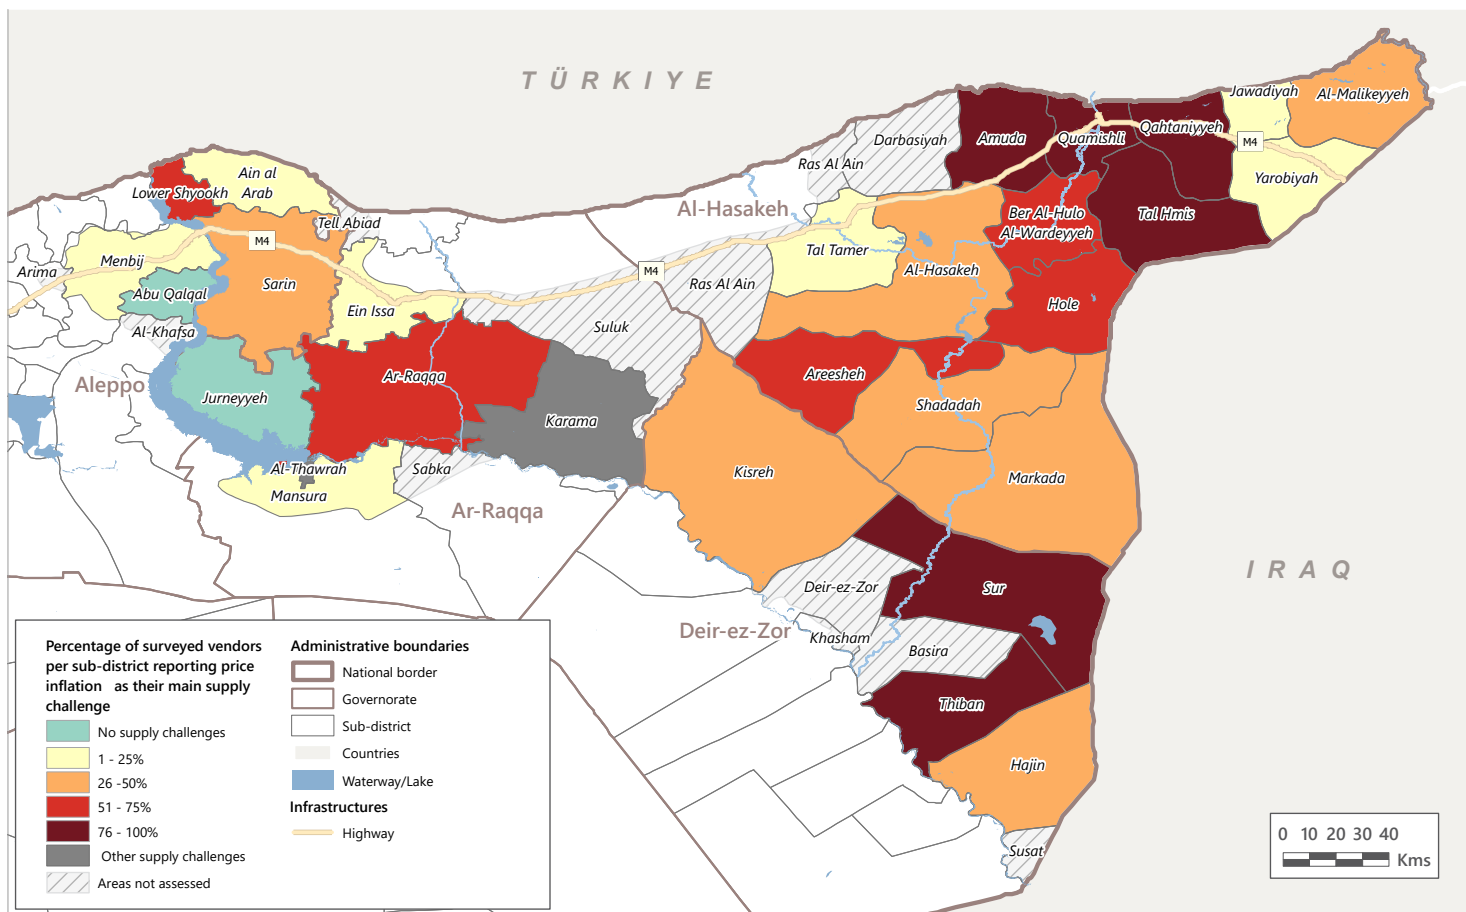 TÜRKIYE
Jawadiyah
Al-Malikeyyeh
Darbasiyah
Amuda
Quamishli
Qahtaniyyeh
M4
Ras Al Ain
Yarobiyah
Ain al
Arab
Lower Shyookh
Al-Hasakeh
Ber Al-Hulo
Al-Wardeyyeh
Tal Hmis
Tell Abiad
M4
Tal Tamer
Menbij
Arima
M4
Al-Hasakeh
Sarin
Ras Al Ain
Abu Qalqal
Hole
Ein Issa
Suluk
Al-Khafsa
Aleppo
Ar-Raqqa
Areesheh
Jurneyyeh
Shadadah
Karama
Al-Thawrah
Sabka
Kisreh
Markada
Mansura
Ar-Raqqa
IRAQ
Deir-ez-Zor
Sur
Deir-ez-Zor
Khasham
Basira
Thiban
Hajin
Susat
Percentage of surveyed vendors
per sub-district reporting price
inflation as their main supply
challenge
No supply challenges
1 - 25%
26 -50%
51 - 75%
76 - 100%
Other supply challenges
Areas not assessed
Administrative boundaries
National border
Governorate
Sub-district
Countries
Waterway/Lake
Infrastructures
Highway
0 10 20 30 40
Kms